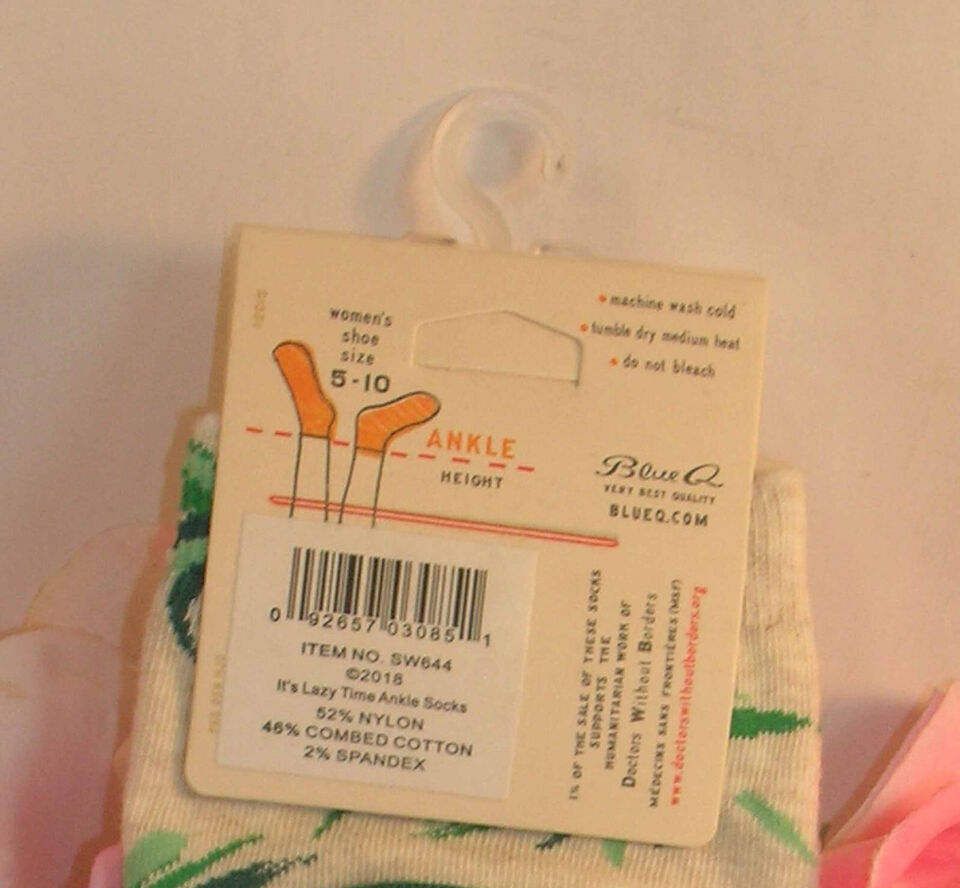 women's
shoe
size
5-10
• machine wash cold
• tumble dry medium heat
• do not bleach
ANKLE
HEIGHT
Blue Q
VERY BEST QUALITY
BLUEQ.COM
0 92657 03085 1
ITEM NO. SW644
©2018
It's Lazy Time Ankle Socks
52% NYLON
46% COMBED COTTON
2% SPANDEX
1% OF THE SALE OF THESE SOCKS
SUPPORTS THE
HUMANITARIAN WORK OF
Doctors Without Borders
MÉDECINS SANS FRONTIÈRES (MSF)
www.doctorswithoutborders.org